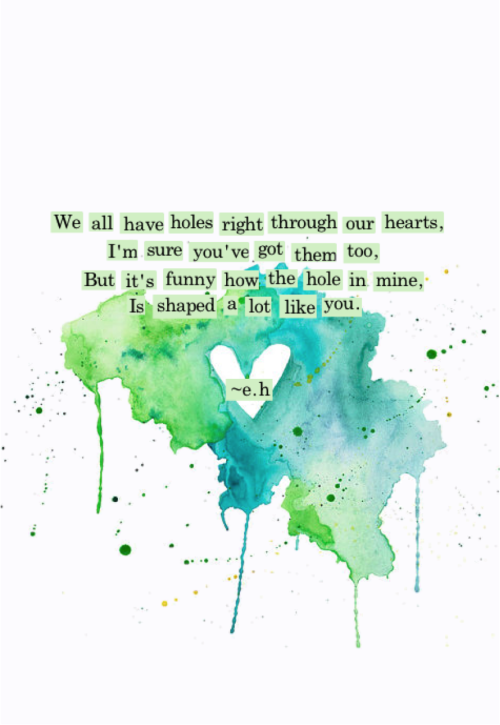 We all have holes right through our hearts,
I'm sure you've got them too,
But it's funny how the hole in mine,
Is shaped a lot like you.
~e.h